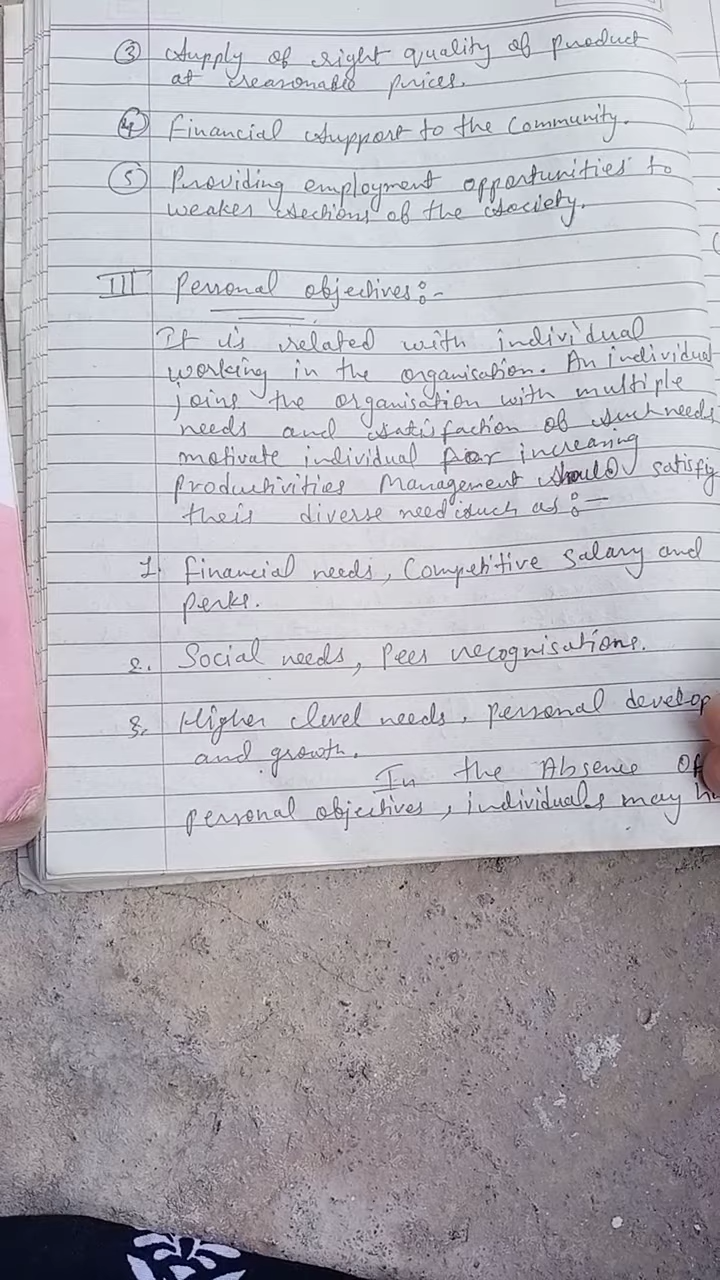 ③ Supply of right quality of product
at reasonable prices.
④ Financial support to the Community.
⑤ Providing employment opportunities to
weaker sections of the society.
III Personal objectives:-
It is related with individual
working in the organisation. An individual
joins the organisation with multiple
needs and satisfaction of such needs
motivate individual for increasing
Productivities Management should satisfy
their diverse need such as :-
1. Financial needs, Competitive Salary and
perks.
2. Social needs, Peer recognisations.
3. Higher level needs, personal develop
and growth.
In the Absence of
personal objectives, individuals may